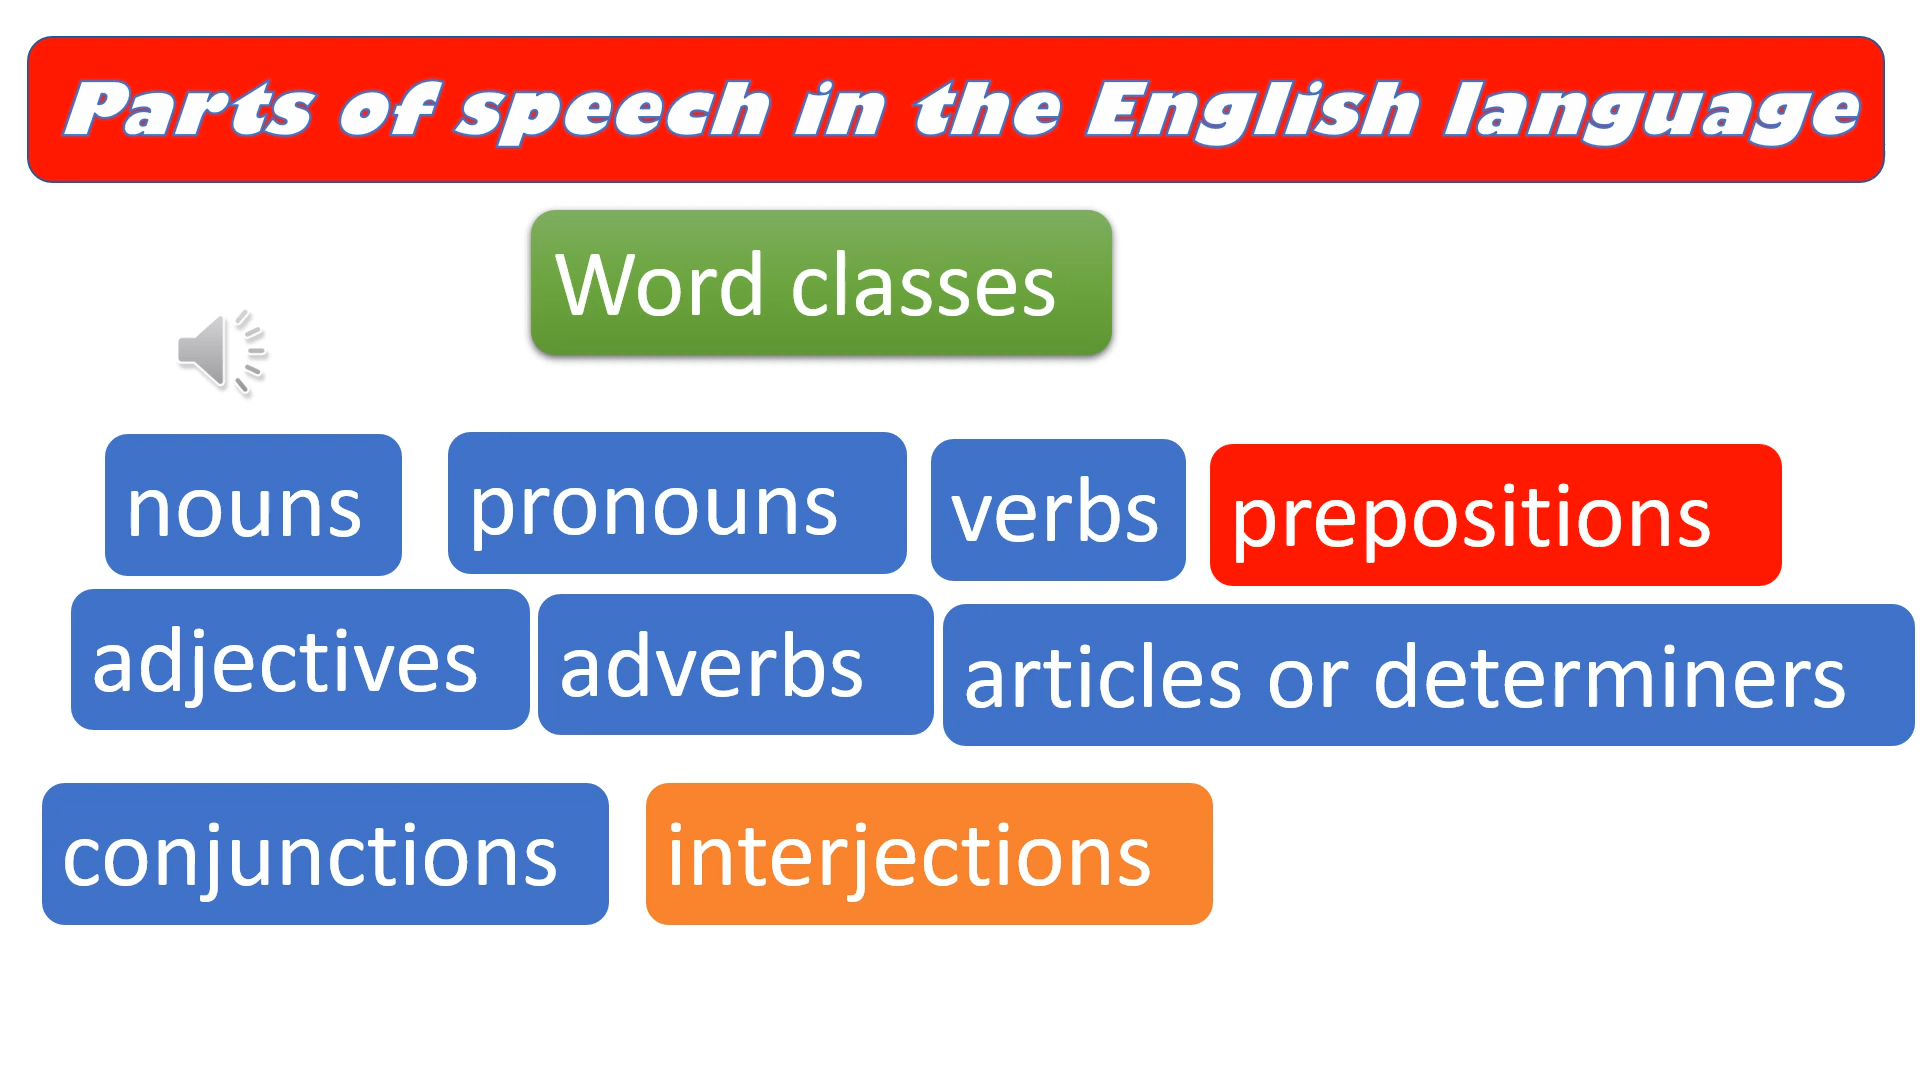 Parts of speech in the English language
Word classes
nouns pronouns verbs prepositions
adjectives adverbs articles or determiners
conjunctions interjections